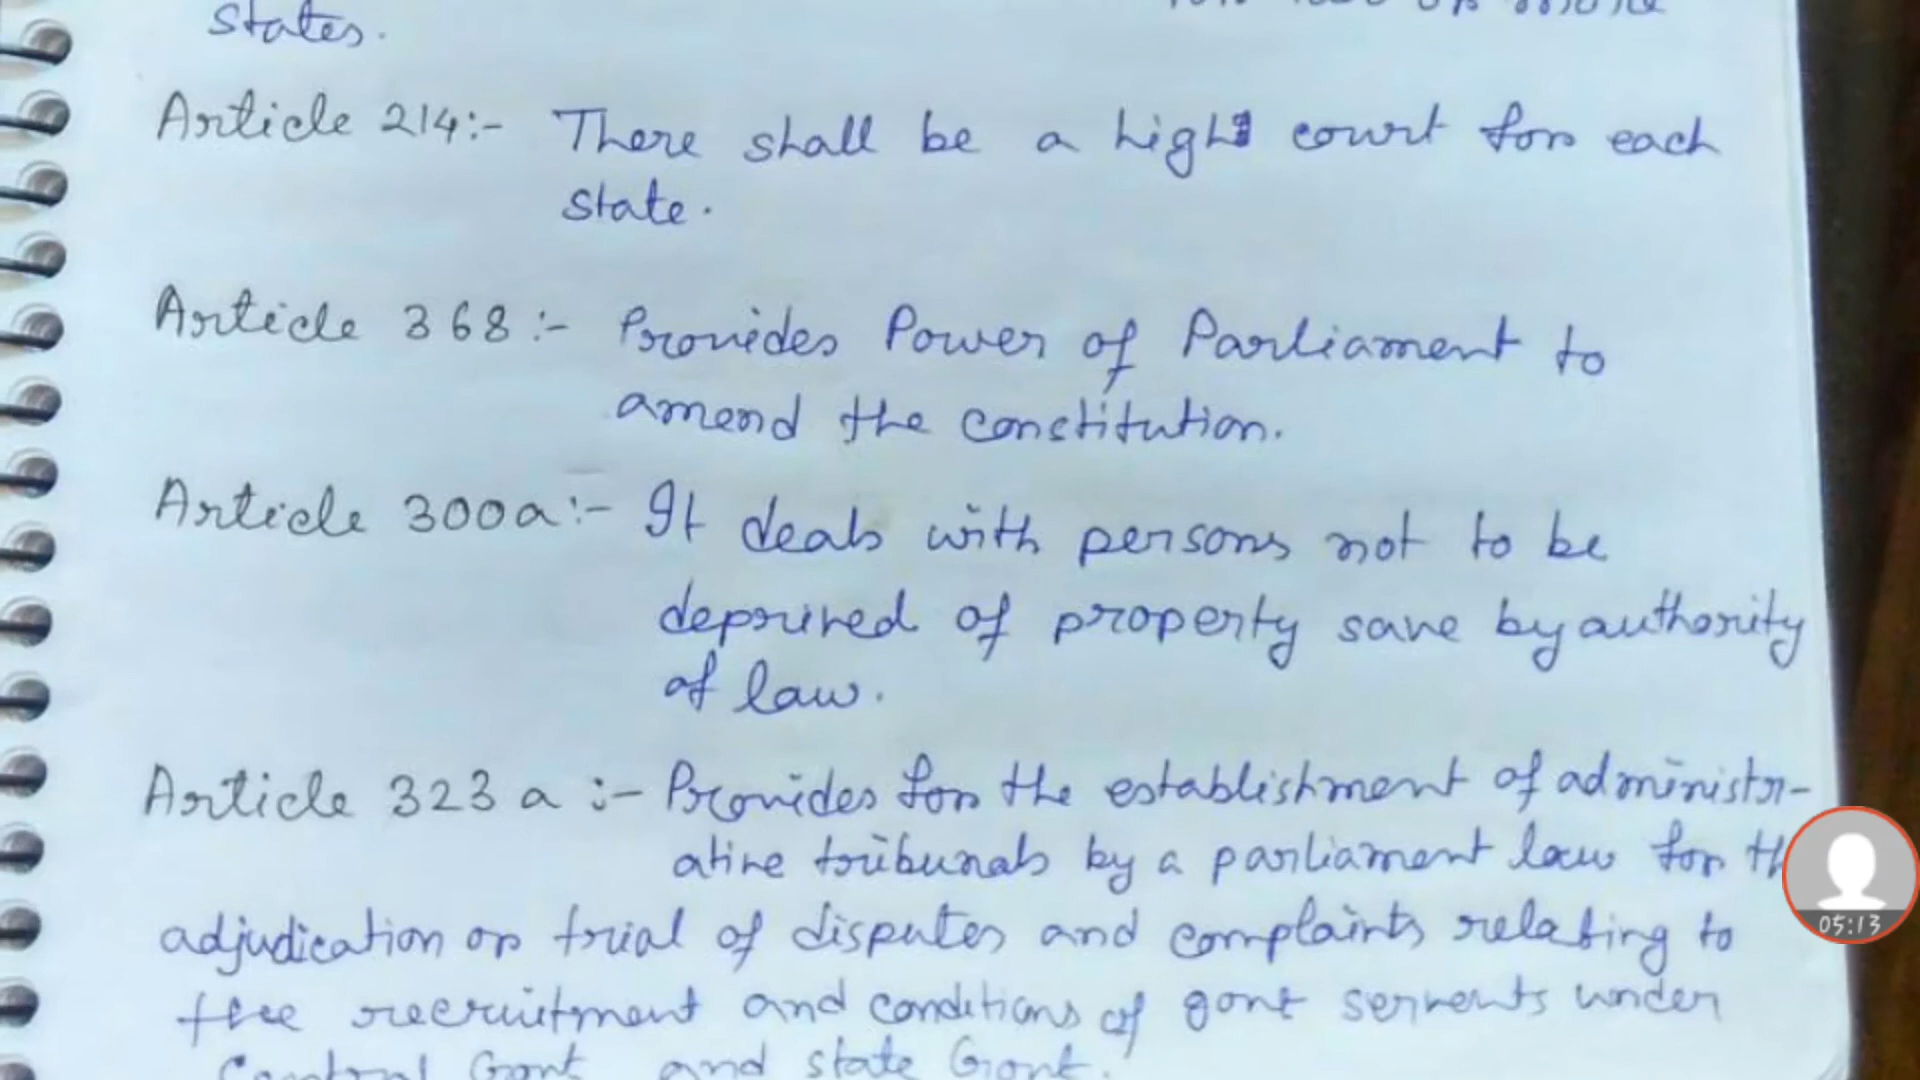 states.
Article 214:- There shall be a high court for each
state.
Article 368:- Provides Power of Parliament to
amend the constitution.
Article 300a:- It deals with persons not to be
deprived of property save by authority
of law.
Article 323a:- Provides for the establishment of administr-
ative tribunals by a parliament law for th
adjudication or trial of disputes and complaints relating to
the recruitment and conditions of govt servents under
Central Govt and state Govt.
05:13